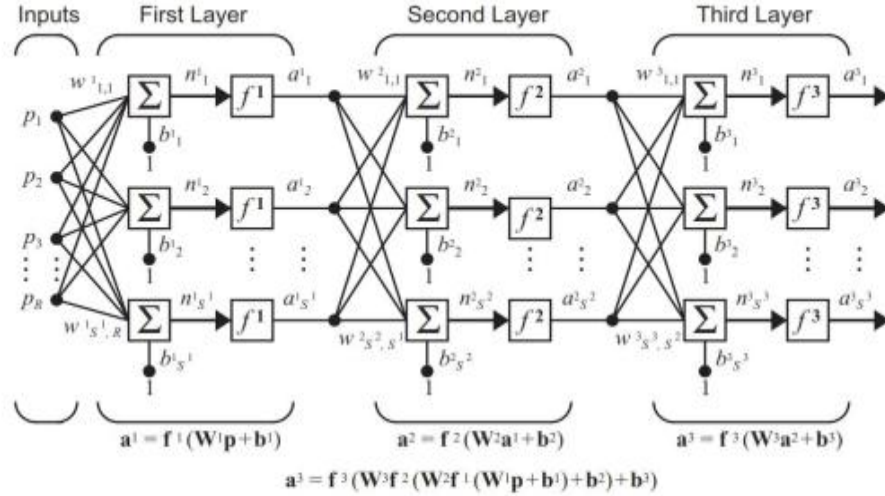 Inputs First Layer Second Layer Third Layer
w¹₁,₁ n¹₁ a¹₁ w²₁,₁ n²₁ a²₁ w³₁,₁ n³₁ a³₁
p₁ Σ f¹ Σ f² Σ f³
b¹₁ b²₁ b³₁
1 1 1
p₂ n¹₂ a¹₂ n²₂ a²₂ n³₂ a³₂
Σ f¹ Σ f² Σ f³
p₃ b¹₂ b²₂ b³₂
1 1 1
p_R n¹_S¹ a¹_S¹ n²_S² a²_S² n³_S³ a³_S³
Σ f¹ Σ f² Σ f³
w¹_S¹,_R w²_S²,_S¹ w³_S³,_S²
b¹_S¹ b²_S² b³_S³
1 1 1
a¹ = f¹(W¹p+b¹) a² = f²(W²a¹+b²) a³ = f³(W³a²+b³)
a³ = f³(W³f²(W²f¹(W¹p+b¹)+b²)+b³)